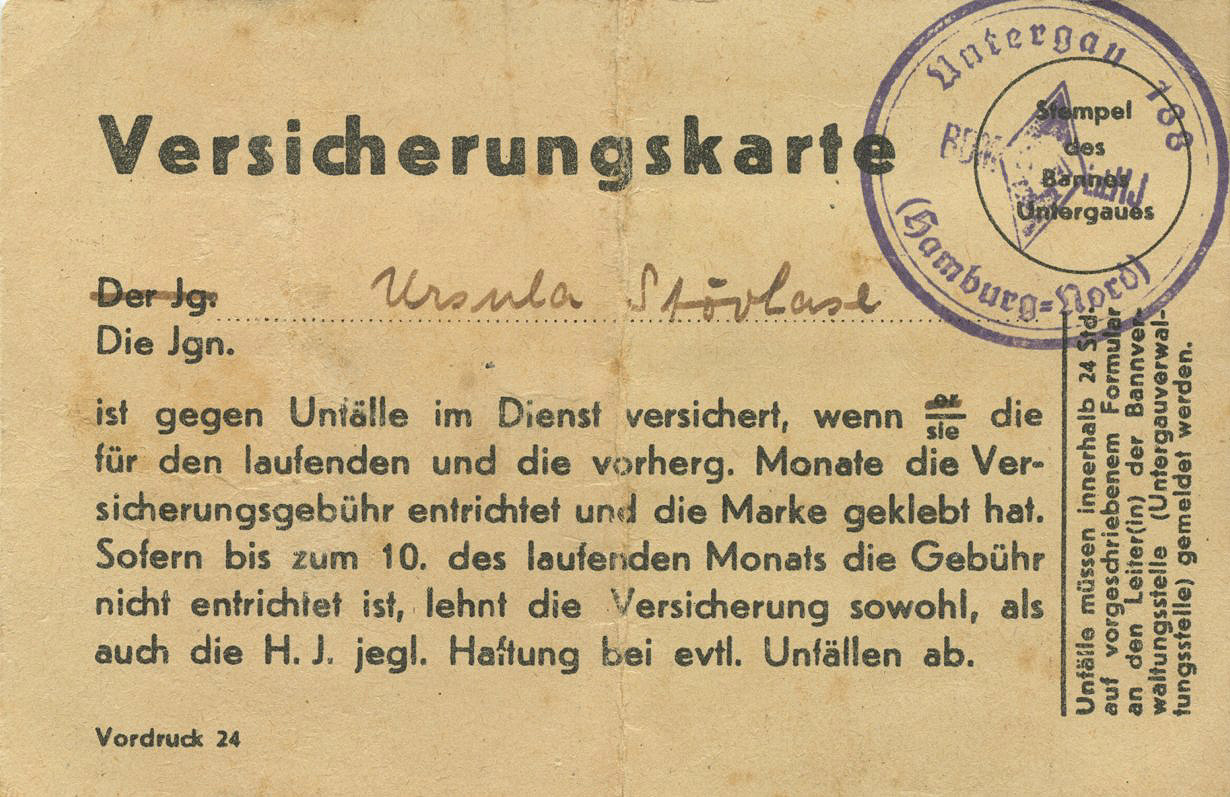 Versicherungskarte
Untergau 188
BDM HJ
(Hamburg=Nord)
Stempel
des
Bannes
Untergaues
Der Jg. Ursula
Die Jgn.
ist gegen Unfälle im Dienst versichert, wenn er/sie die
für den laufenden und die vorherg. Monate die Ver-
sicherungsgebühr entrichtet und die Marke geklebt hat.
Sofern bis zum 10. des laufenden Monats die Gebühr
nicht entrichtet ist, lehnt die Versicherung sowohl, als
auch die H. J. jegl. Haftung bei evtl. Unfällen ab.
Vordruck 24
Unfälle müssen innerhalb 24 Std.
auf vorgeschriebenem Formular
an den Leiter(in) der Bannver-
waltungsstelle (Untergauverwal-
tungsstelle) gemeldet werden.